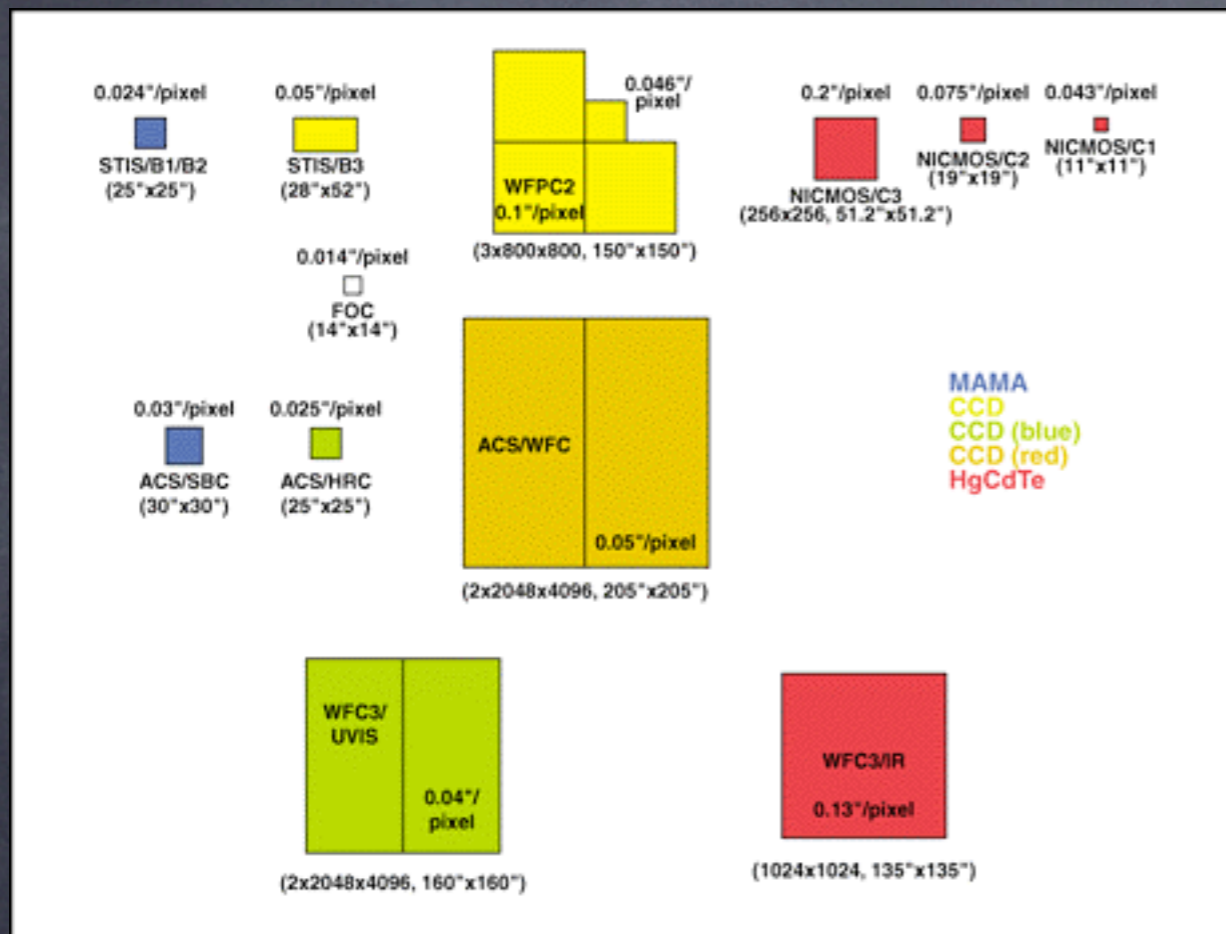 0.024"/pixel
STIS/B1/B2
(25"x25")
0.05"/pixel
STIS/B3
(28"x52")
0.046"/
pixel
WFPC2
0.1"/pixel
(3x800x800, 150"x150")
0.2"/pixel
NICMOS/C3
(256x256, 51.2"x51.2")
0.075"/pixel
NICMOS/C2
(19"x19")
0.043"/pixel
NICMOS/C1
(11"x11")
0.014"/pixel
FOC
(14"x14")
0.03"/pixel
ACS/SBC
(30"x30")
0.025"/pixel
ACS/HRC
(25"x25")
ACS/WFC
0.05"/pixel
(2x2048x4096, 205"x205")
MAMA
CCD
CCD (blue)
CCD (red)
HgCdTe
WFC3/
UVIS
0.04"/
pixel
(2x2048x4096, 160"x160")
WFC3/IR
0.13"/pixel
(1024x1024, 135"x135")